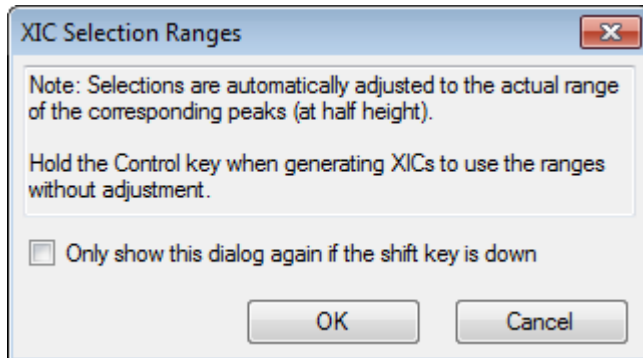 XIC Selection Ranges
Note: Selections are automatically adjusted to the actual range
of the corresponding peaks (at half height).
Hold the Control key when generating XICs to use the ranges
without adjustment.
Only show this dialog again if the shift key is down
OK
Cancel